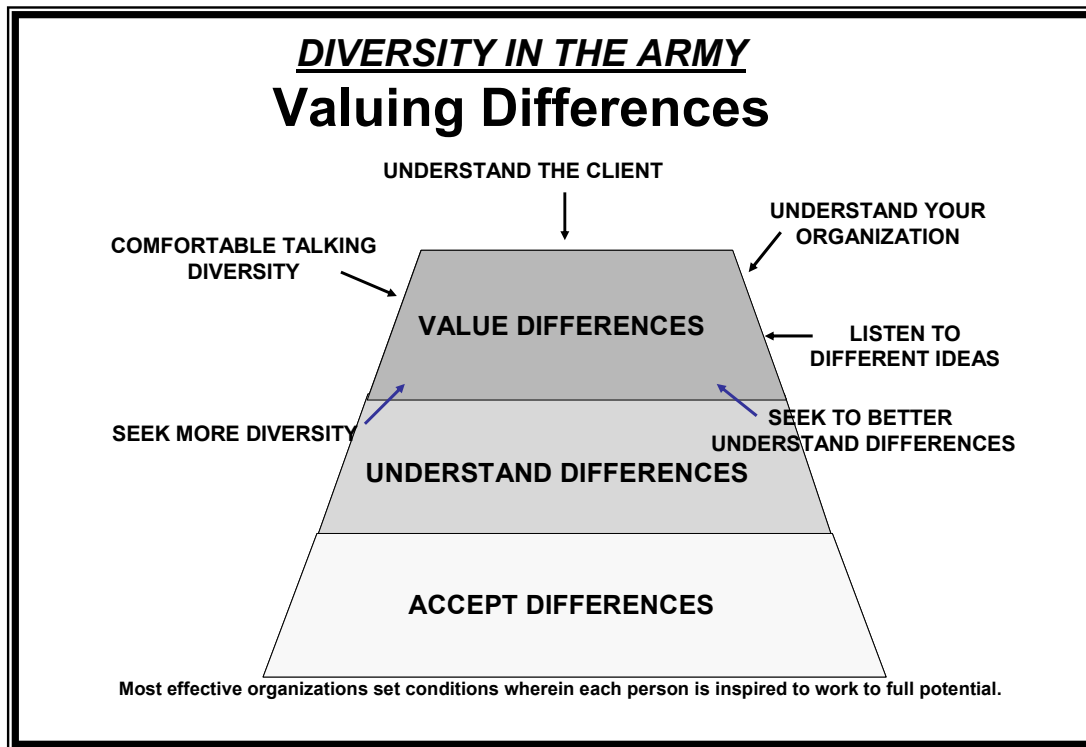 DIVERSITY IN THE ARMY
Valuing Differences
UNDERSTAND THE CLIENT
UNDERSTAND YOUR
ORGANIZATION
COMFORTABLE TALKING
DIVERSITY
VALUE DIFFERENCES
LISTEN TO
DIFFERENT IDEAS
SEEK MORE DIVERSITY
SEEK TO BETTER
UNDERSTAND DIFFERENCES
UNDERSTAND DIFFERENCES
ACCEPT DIFFERENCES
Most effective organizations set conditions wherein each person is inspired to work to full potential.